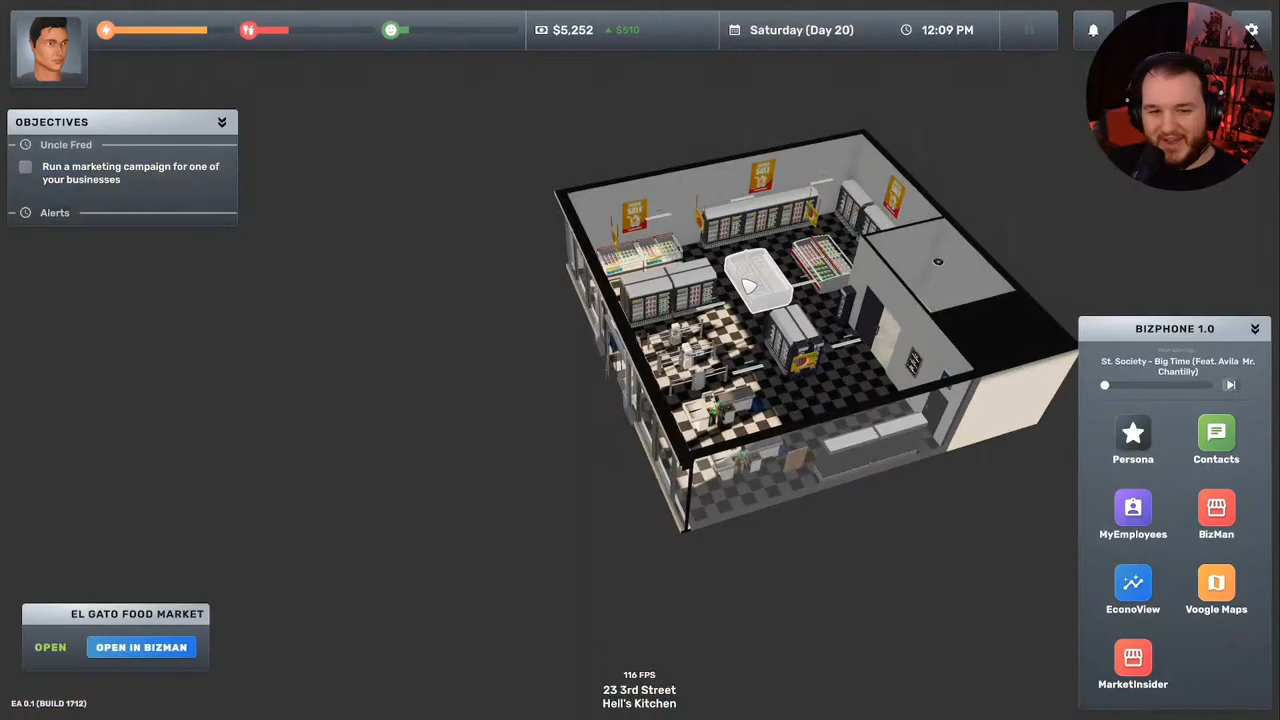 $5,252
$510
Saturday (Day 20)
12:09 PM
OBJECTIVES
Uncle Fred
Run a marketing campaign for one of
your businesses
Alerts
SALE
SALE
SALE
BIZPHONE 1.0
St. Society - Big Time (Feat. Avila Mr.
Chantilly)
Persona
Contacts
MyEmployees
BizMan
EconoView
Voogle Maps
MarketInsider
EL GATO FOOD MARKET
OPEN
OPEN IN BIZMAN
116 FPS
23 3rd Street
Hell's Kitchen
EA 0.1 (BUILD 1712)